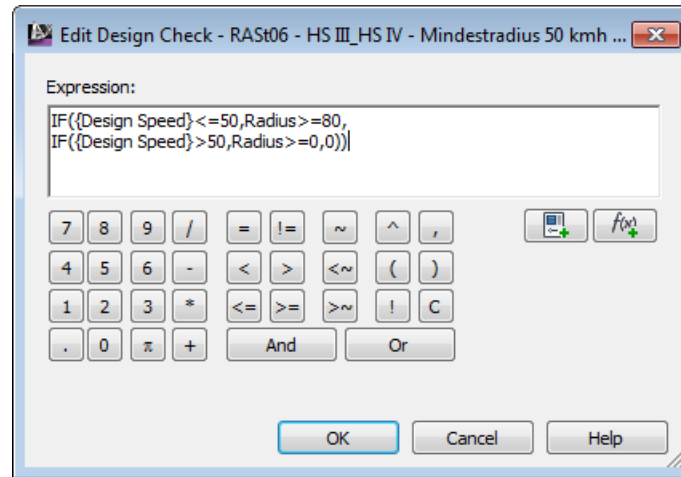 Edit Design Check - RASt06 - HS III_HS IV - Mindestradius 50 kmh ...
Expression:
IF({Design Speed}<=50,Radius>=80,
IF({Design Speed}>50,Radius>=0,0))
7 8 9 / = != ~ ^ , f(x)
4 5 6 - < > <~ ( )
1 2 3 * <= >= >~ ! C
. 0 π + And Or
OK Cancel Help